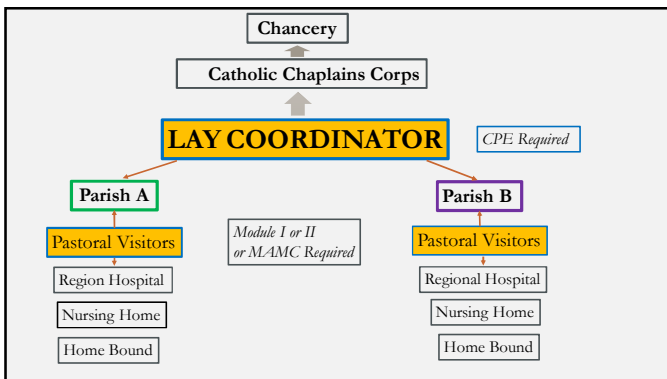 Chancery
Catholic Chaplains Corps
LAY COORDINATOR
CPE Required
Parish A
Parish B
Module I or II
or MAMC Required
Pastoral Visitors
Pastoral Visitors
Region Hospital
Regional Hospital
Nursing Home
Nursing Home
Home Bound
Home Bound